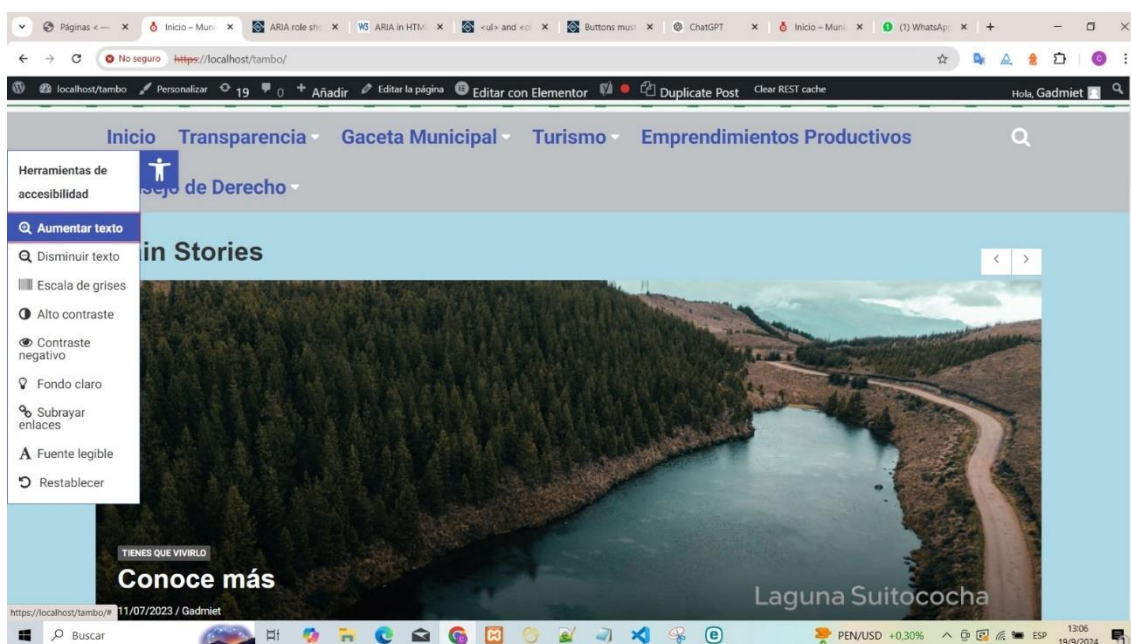 Páginas < —
Inicio – Muni
ARIA role sho
ARIA in HTM
<ul> and <o
Buttons mus
ChatGPT
Inicio – Muni
(1) WhatsAp
No seguro
https://localhost/tambo/
localhost/tambo
Personalizar
19
0
+ Añadir
Editar la página
Editar con Elementor
Duplicate Post
Clear REST cache
Hola, Gadmiet
Inicio
Transparencia
Gaceta Municipal
Turismo
Emprendimientos Productivos
de Derecho
Herramientas de
accesibilidad
Aumentar texto
Disminuir texto
Escala de grises
Alto contraste
Contraste
negativo
Fondo claro
Subrayar
enlaces
Fuente legible
Restablecer
in Stories
TIENES QUE VIVIRLO
Conoce más
11/07/2023 / Gadmiet
Laguna Suitococha
https://localhost/tambo/#
Buscar
PEN/USD +0.30%
ESP
13:06
19/9/2024